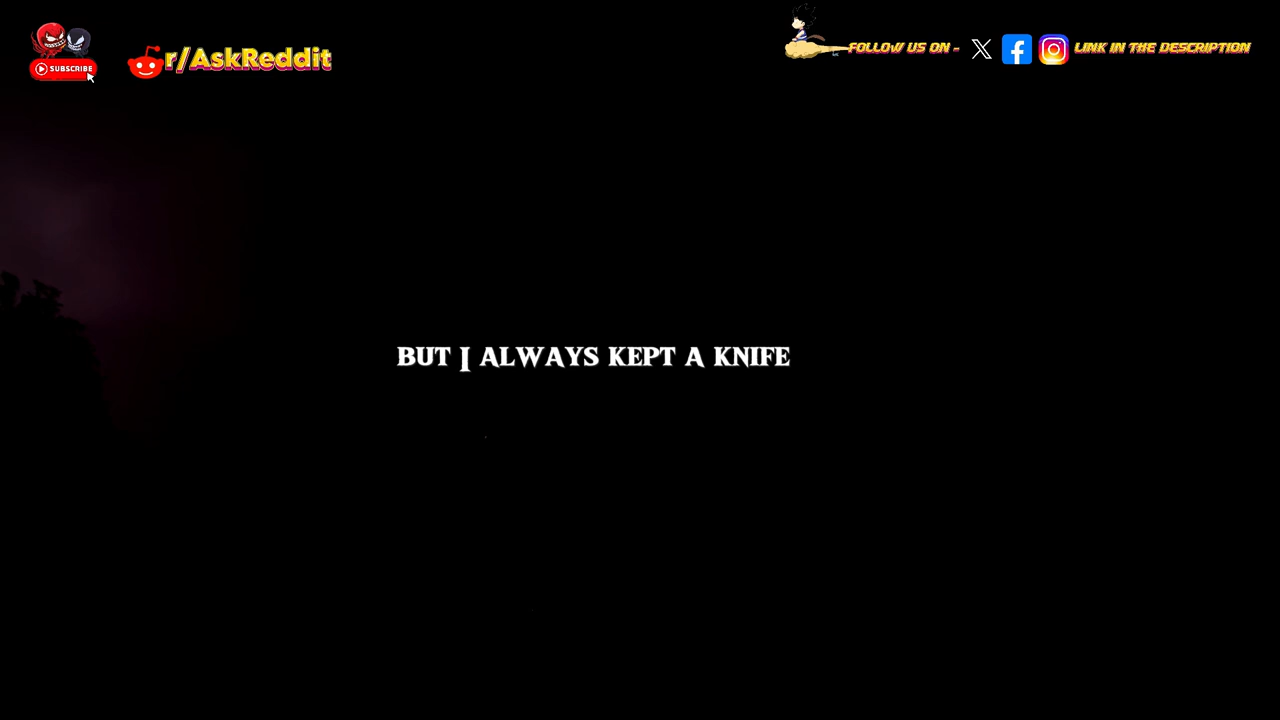 SUBSCRIBE
r/AskReddit
FOLLOW US ON -
LINK IN THE DESCRIPTION
BUT I ALWAYS KEPT A KNIFE